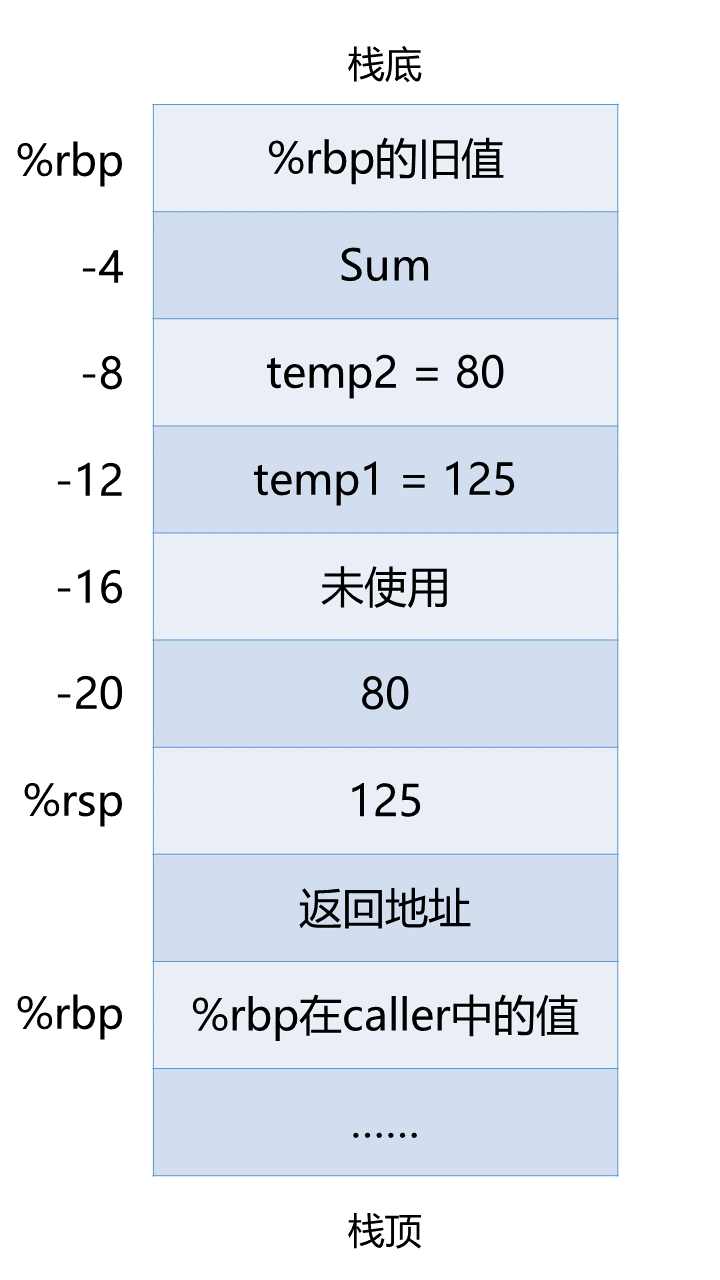 栈底
%rbp %rbp的旧值
-4 Sum
-8 temp2 = 80
-12 temp1 = 125
-16 未使用
-20 80
%rsp 125
返回地址
%rbp %rbp在caller中的值
......
栈顶